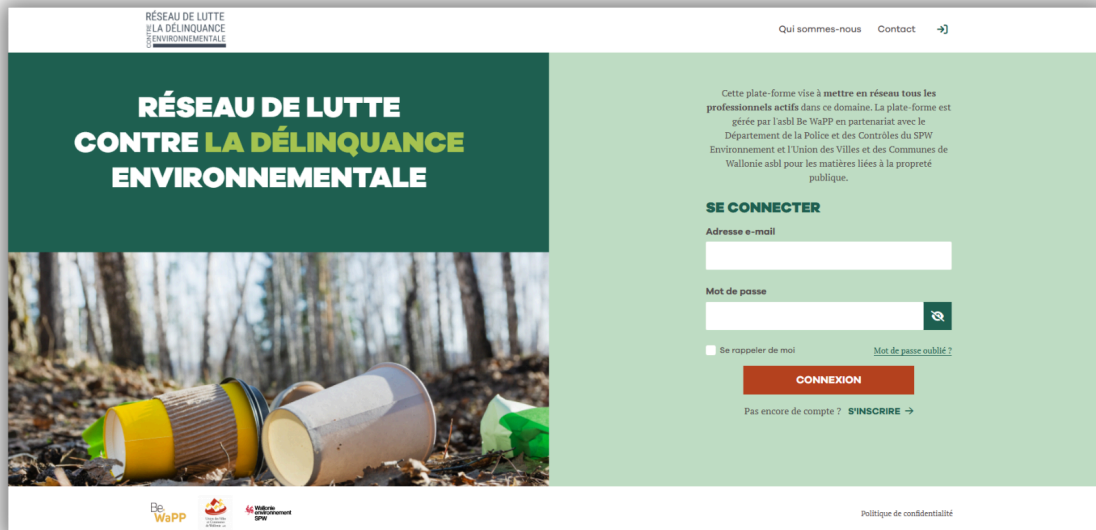 RÉSEAU DE LUTTE
CONTRE LA DÉLINQUANCE
ENVIRONNEMENTALE
Qui sommes-nous
Contact
RÉSEAU DE LUTTE
CONTRE LA DÉLINQUANCE
ENVIRONNEMENTALE
Cette plate-forme vise à mettre en réseau tous les
professionnels actifs dans ce domaine. La plate-forme est
gérée par l'asbl Be WaPP en partenariat avec le
Département de la Police et des Contrôles du SPW
Environnement et l'Union des Villes et des Communes de
Wallonie asbl pour les matières liées à la propreté
publique.
SE CONNECTER
Adresse e-mail
Mot de passe
Se rappeler de moi
Mot de passe oublié ?
CONNEXION
Pas encore de compte ? S'INSCRIRE →
Be
WaPP
Wallonie
environnement
SPW
Politique de confidentialité